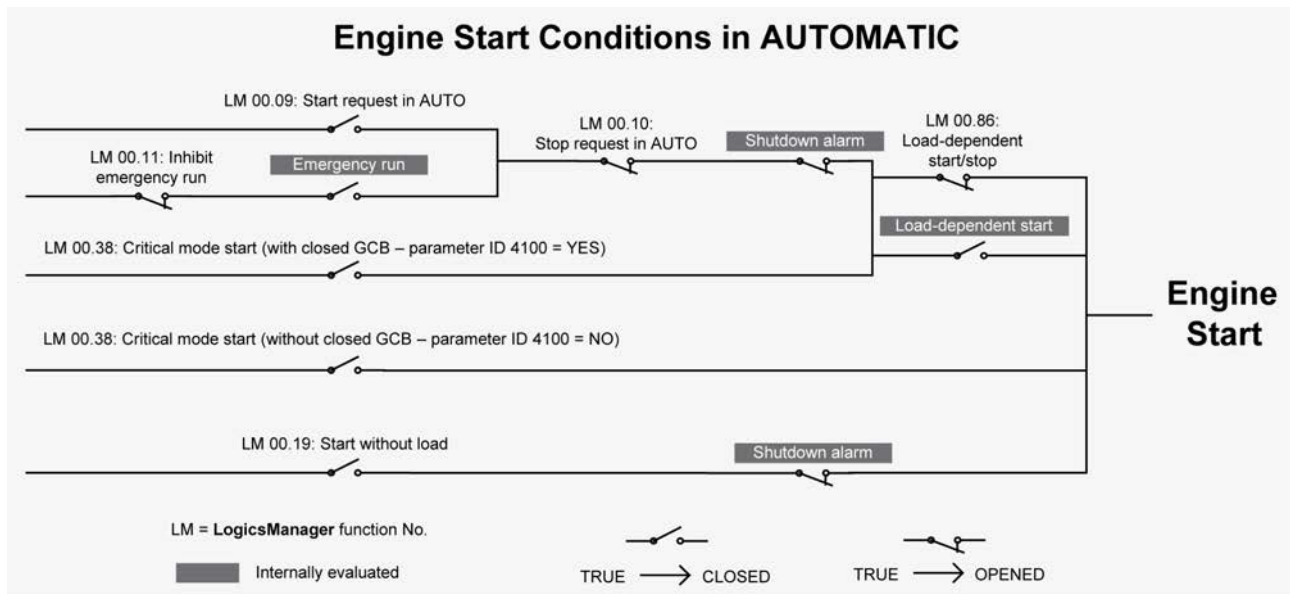 Engine Start Conditions in AUTOMATIC
LM 00.09: Start request in AUTO
LM 00.10:
Stop request in AUTO
Shutdown alarm
LM 00.86:
Load-dependent
start/stop
LM 00.11: Inhibit
emergency run
Emergency run
Load-dependent start
LM 00.38: Critical mode start (with closed GCB – parameter ID 4100 = YES)
Engine
Start
LM 00.38: Critical mode start (without closed GCB – parameter ID 4100 = NO)
LM 00.19: Start without load
Shutdown alarm
LM = LogicsManager function No.
Internally evaluated
TRUE → CLOSED
TRUE → OPENED